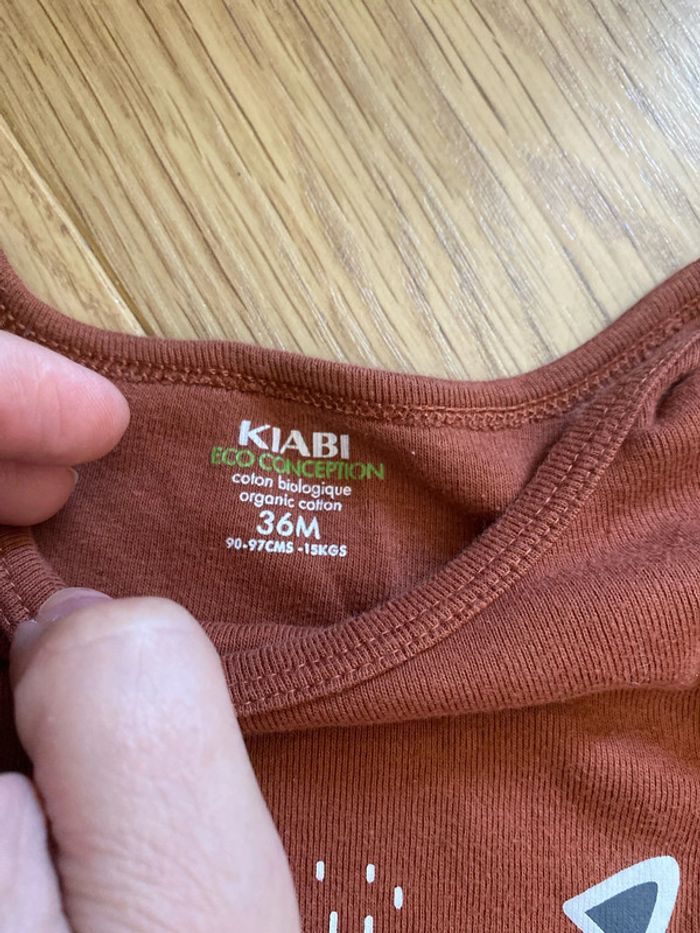 KIABI
ECO CONCEPTION
coton biologique
organic cotton
36M
90-97CMS -15KGS